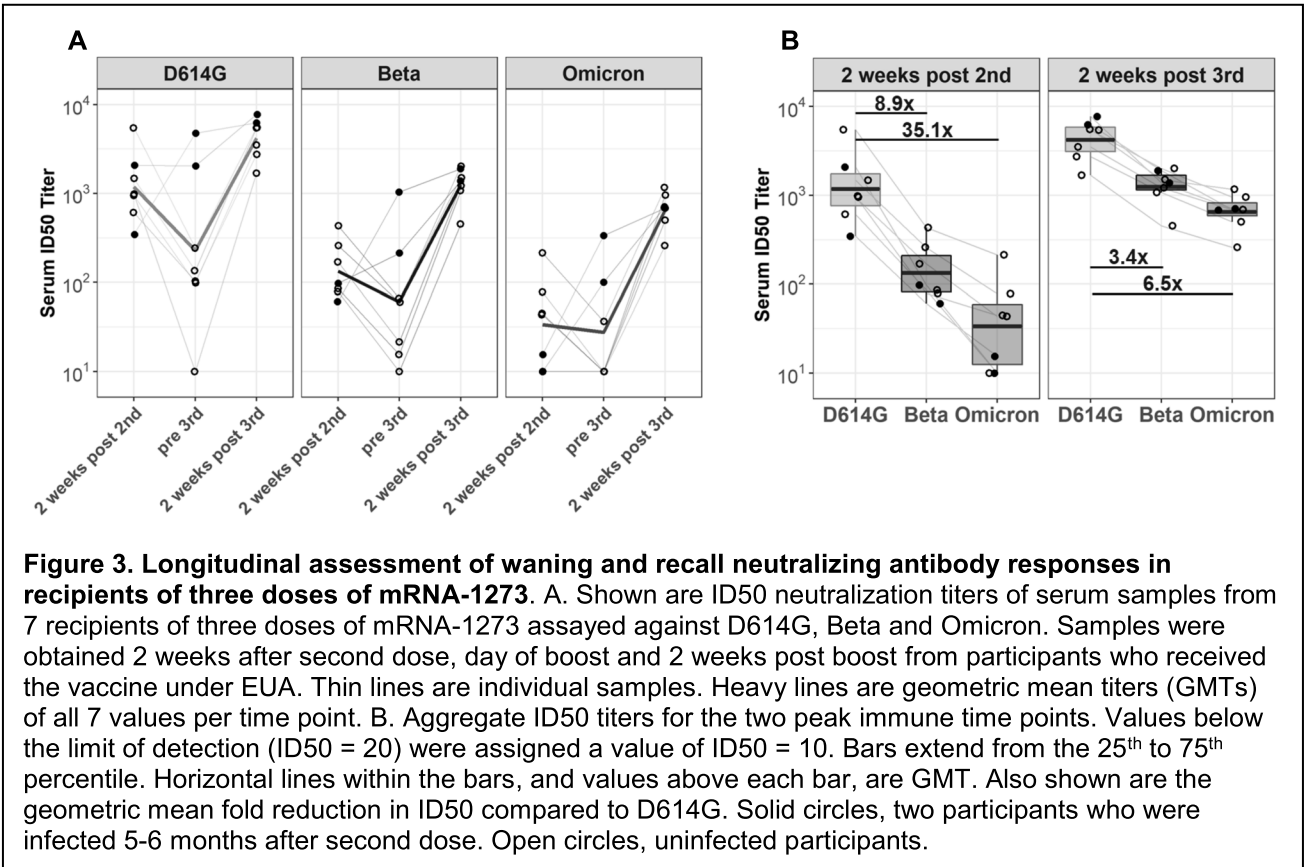 A
B
D614G
Beta
Omicron
2 weeks post 2nd
2 weeks post 3rd
Serum ID50 Titer
10⁴
10³
10²
10¹
2 weeks post 2nd
pre 3rd
2 weeks post 3rd
2 weeks post 2nd
pre 3rd
2 weeks post 3rd
2 weeks post 2nd
pre 3rd
2 weeks post 3rd
Serum ID50 Titer
10⁴
10³
10²
10¹
8.9x
35.1x
3.4x
6.5x
D614G Beta Omicron
D614G Beta Omicron
Figure 3. Longitudinal assessment of waning and recall neutralizing antibody responses in
recipients of three doses of mRNA-1273. A. Shown are ID50 neutralization titers of serum samples from
7 recipients of three doses of mRNA-1273 assayed against D614G, Beta and Omicron. Samples were
obtained 2 weeks after second dose, day of boost and 2 weeks post boost from participants who received
the vaccine under EUA. Thin lines are individual samples. Heavy lines are geometric mean titers (GMTs)
of all 7 values per time point. B. Aggregate ID50 titers for the two peak immune time points. Values below
the limit of detection (ID50 = 20) were assigned a value of ID50 = 10. Bars extend from the 25th to 75th
percentile. Horizontal lines within the bars, and values above each bar, are GMT. Also shown are the
geometric mean fold reduction in ID50 compared to D614G. Solid circles, two participants who were
infected 5-6 months after second dose. Open circles, uninfected participants.